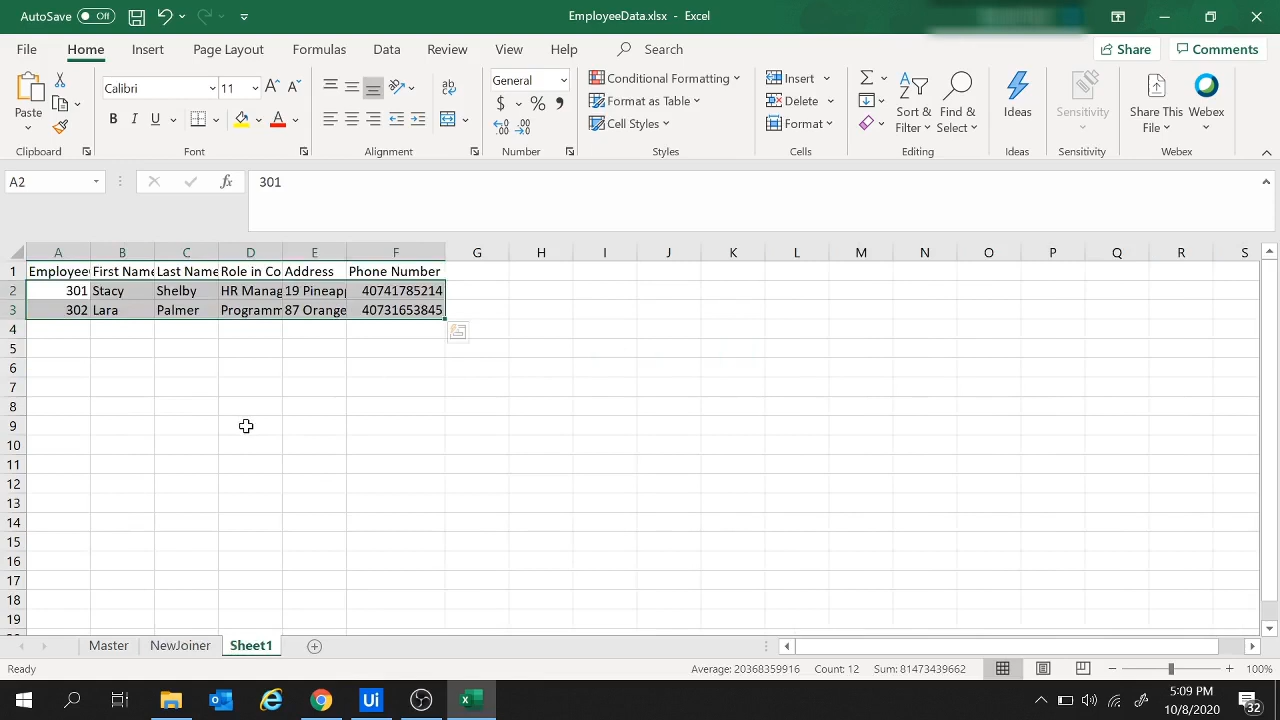 AutoSave Off EmployeeData.xlsx - Excel
File Home Insert Page Layout Formulas Data Review View Help Search Share Comments
Paste
Clipboard
Calibri 11
B I U
Font
Alignment
General
$ % ,
Number
Conditional Formatting
Format as Table
Cell Styles
Styles
Insert
Delete
Format
Cells
Sort & Filter
Find & Select
Editing
Ideas
Ideas
Sensitivity
Sensitivity
Share This File
Webex
Webex
A2 fx 301
A B C D E F G H I J K L M N O P Q R S
1 Employee First Name Last Name Role in Co Address Phone Number
2 301 Stacy Shelby HR Manag 19 Pineapp 40741785214
3 302 Lara Palmer Programm 87 Orange 40731653845
4
5
6
7
8
9
10
11
12
13
14
15
16
17
18
19
Master NewJoiner Sheet1
Ready Average: 20368359916 Count: 12 Sum: 81473439662 100%
Ui
5:09 PM
10/8/2020
32